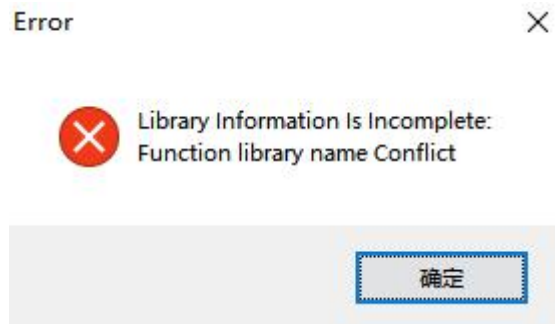 Error
Library Information Is Incomplete:
Function library name Conflict
确定